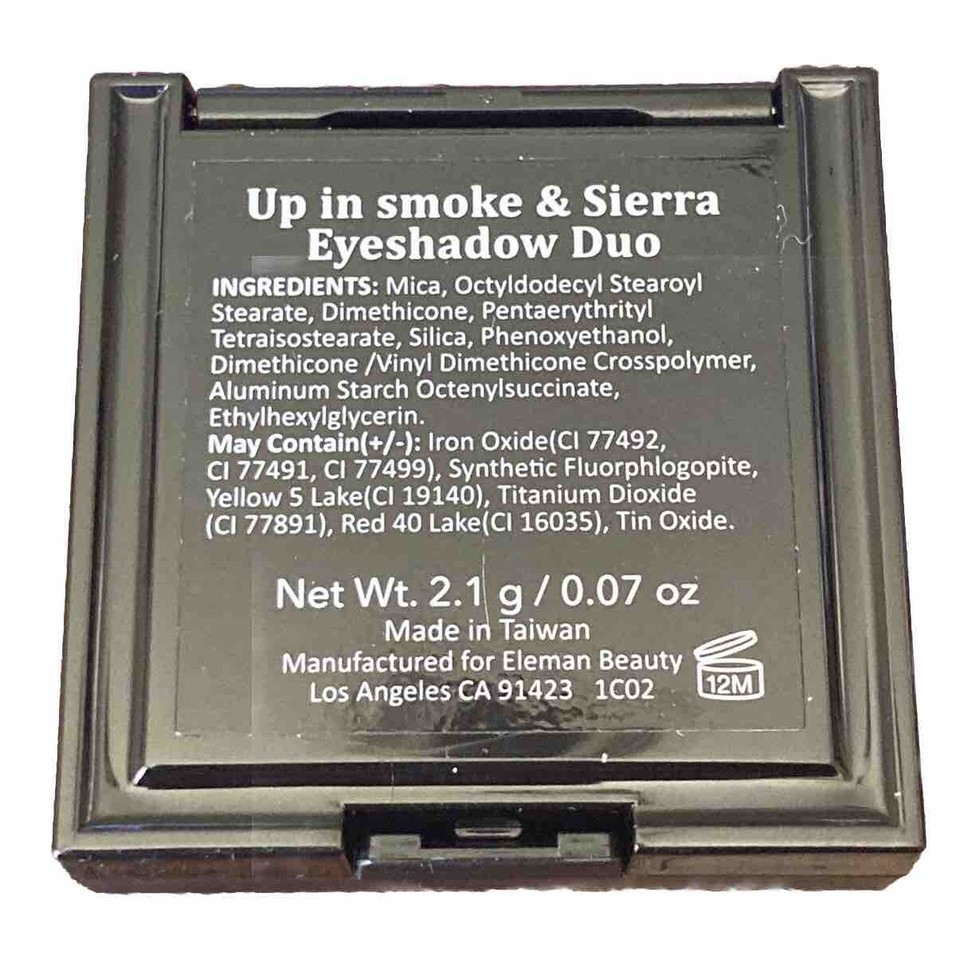 Up in smoke & Sierra
Eyeshadow Duo
INGREDIENTS: Mica, Octyldodecyl Stearoyl
Stearate, Dimethicone, Pentaerythrityl
Tetraisostearate, Silica, Phenoxyethanol,
Dimethicone /Vinyl Dimethicone Crosspolymer,
Aluminum Starch Octenylsuccinate,
Ethylhexylglycerin.
May Contain(+/-): Iron Oxide(CI 77492,
CI 77491, CI 77499), Synthetic Fluorphlogopite,
Yellow 5 Lake(CI 19140), Titanium Dioxide
(CI 77891), Red 40 Lake(CI 16035), Tin Oxide.
Net Wt. 2.1 g / 0.07 oz
Made in Taiwan
Manufactured for Eleman Beauty
Los Angeles CA 91423 1C02
12M